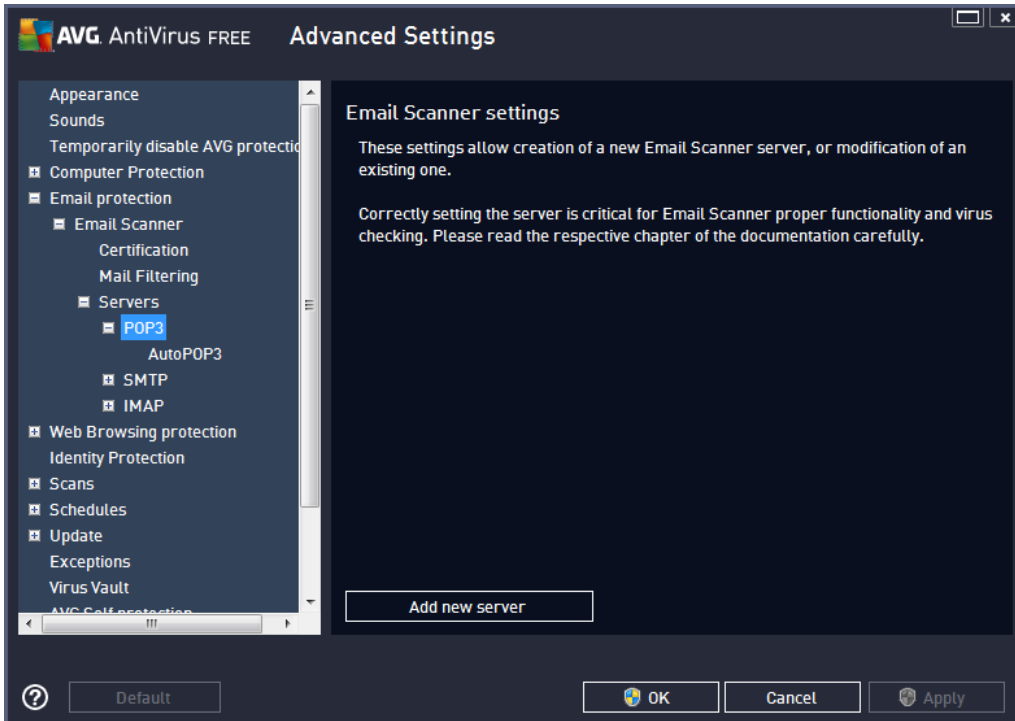 AVG. AntiVirus FREE Advanced Settings
Appearance
Sounds
Temporarily disable AVG protectio
Computer Protection
Email protection
Email Scanner
Certification
Mail Filtering
Servers
POP3
AutoPOP3
SMTP
IMAP
Web Browsing protection
Identity Protection
Scans
Schedules
Update
Exceptions
Virus Vault
AVG Self protection
Email Scanner settings
These settings allow creation of a new Email Scanner server, or modification of an
existing one.
Correctly setting the server is critical for Email Scanner proper functionality and virus
checking. Please read the respective chapter of the documentation carefully.
Add new server
Default
OK
Cancel
Apply